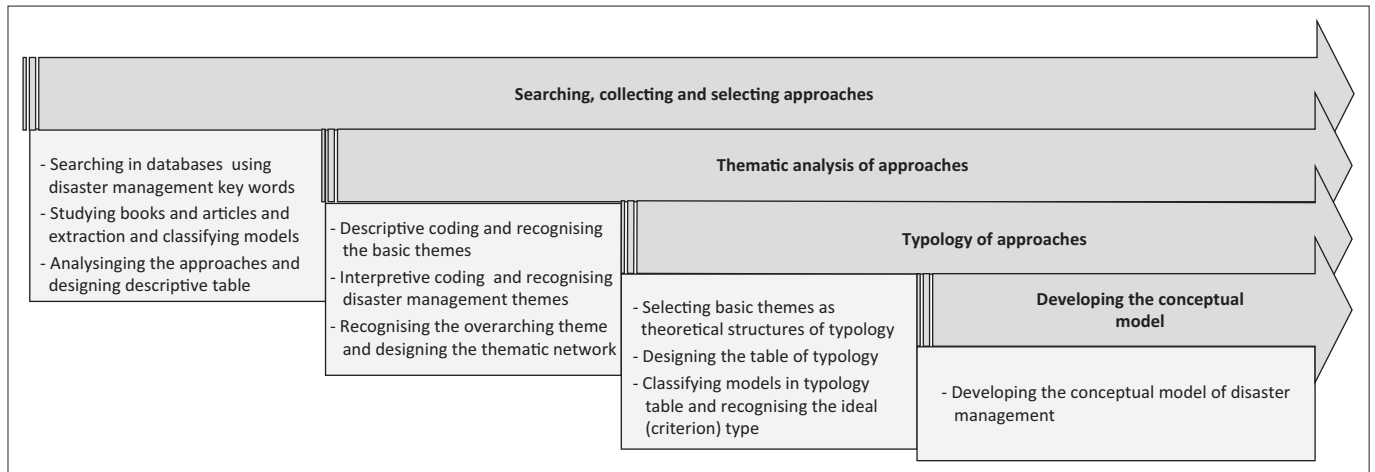 Searching, collecting and selecting approaches
- Searching in databases using
disaster management key words
- Studying books and articles and
extraction and classifying models
- Analysinging the approaches and
designing descriptive table
Thematic analysis of approaches
- Descriptive coding and recognising
the basic themes
- Interpretive coding and recognising
disaster management themes
- Recognising the overarching theme
and designing the thematic network
Typology of approaches
- Selecting basic themes as
theoretical structures of typology
- Designing the table of typology
- Classifying models in typology
table and recognising the ideal
(criterion) type
Developing the conceptual
model
- Developing the conceptual model of disaster
management